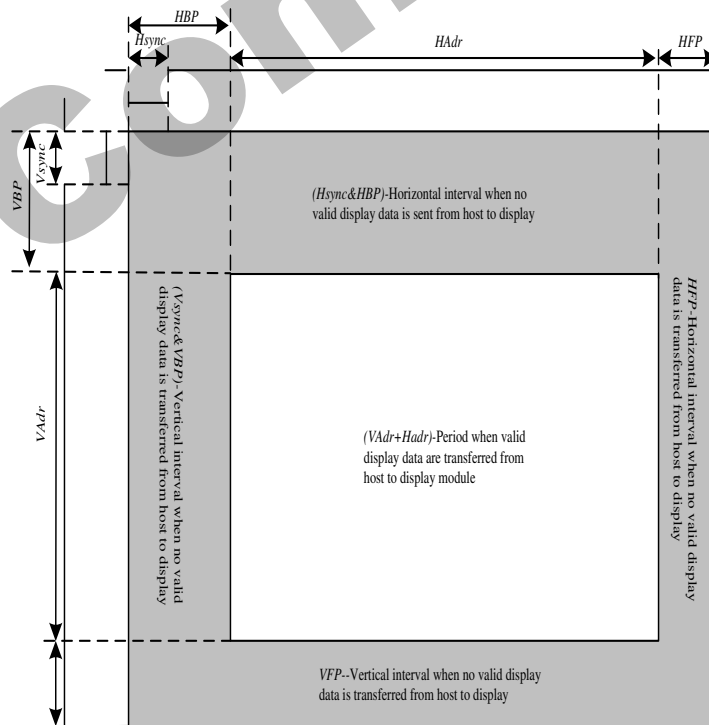 HBP
Hsync
HAdr
HFP
Vsync
VBP
(Hsync&HBP)-Horizontal interval when no
valid display data is sent from host to display
(Vsync&VBP)-Vertical interval when no valid
display data is transferred from host to display
HFP-Horizontal interval when no valid display
data is transferred from host to display
VAdr
(VAdr+Hadr)-Period when valid
display data are transferred from
host to display module
VFP--Vertical interval when no valid display
data is transferred from host to display